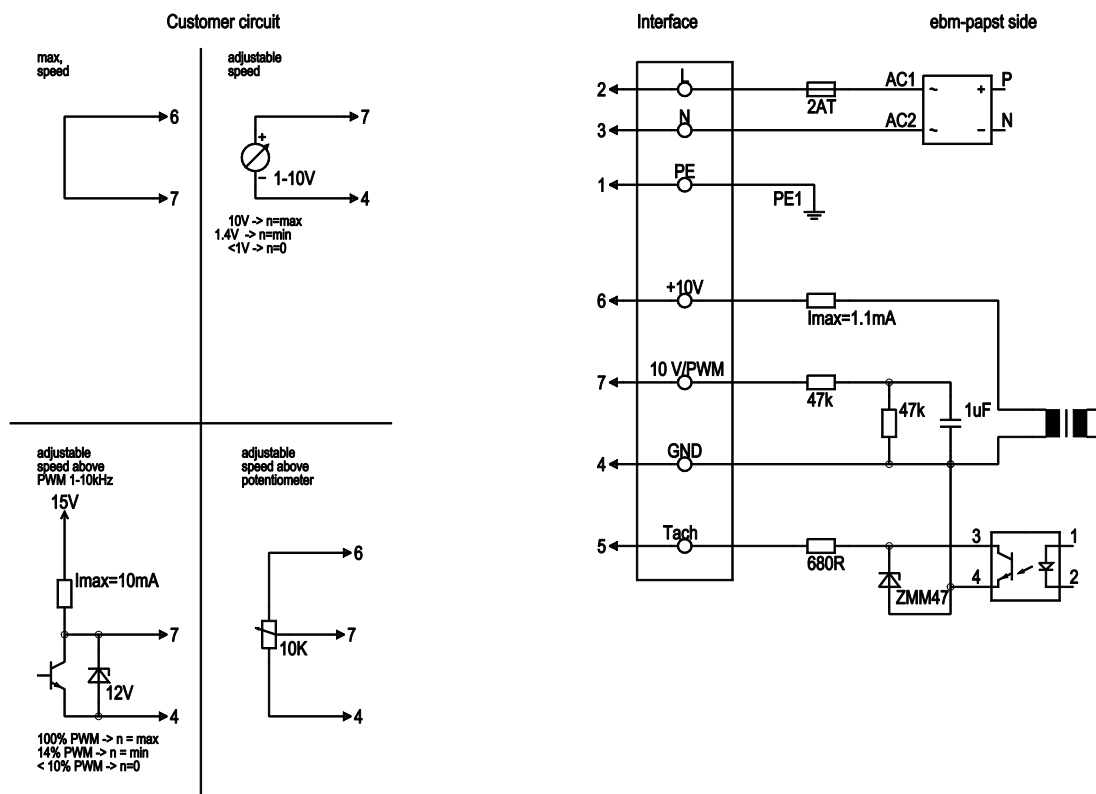 Customer circuit
max,
speed
6
7
adjustable
speed
7
+
–
1-10V
4
10V -> n=max
1.4V -> n=min
<1V -> n=0
adjustable
speed above
PWM 1-10kHz
15V
Imax=10mA
7
12V
4
100% PWM -> n = max
14% PWM -> n = min
< 10% PWM -> n=0
adjustable
speed above
potentiometer
6
7
10K
4
Interface
ebm-papst side
2
L
2AT
AC1
~
+
P
3
N
AC2
~
–
N
1
PE
PE1
6
+10V
Imax=1.1mA
7
10 V/PWM
47k
47k
1uF
4
GND
5
Tach
680R
3
1
4
2
ZMM47